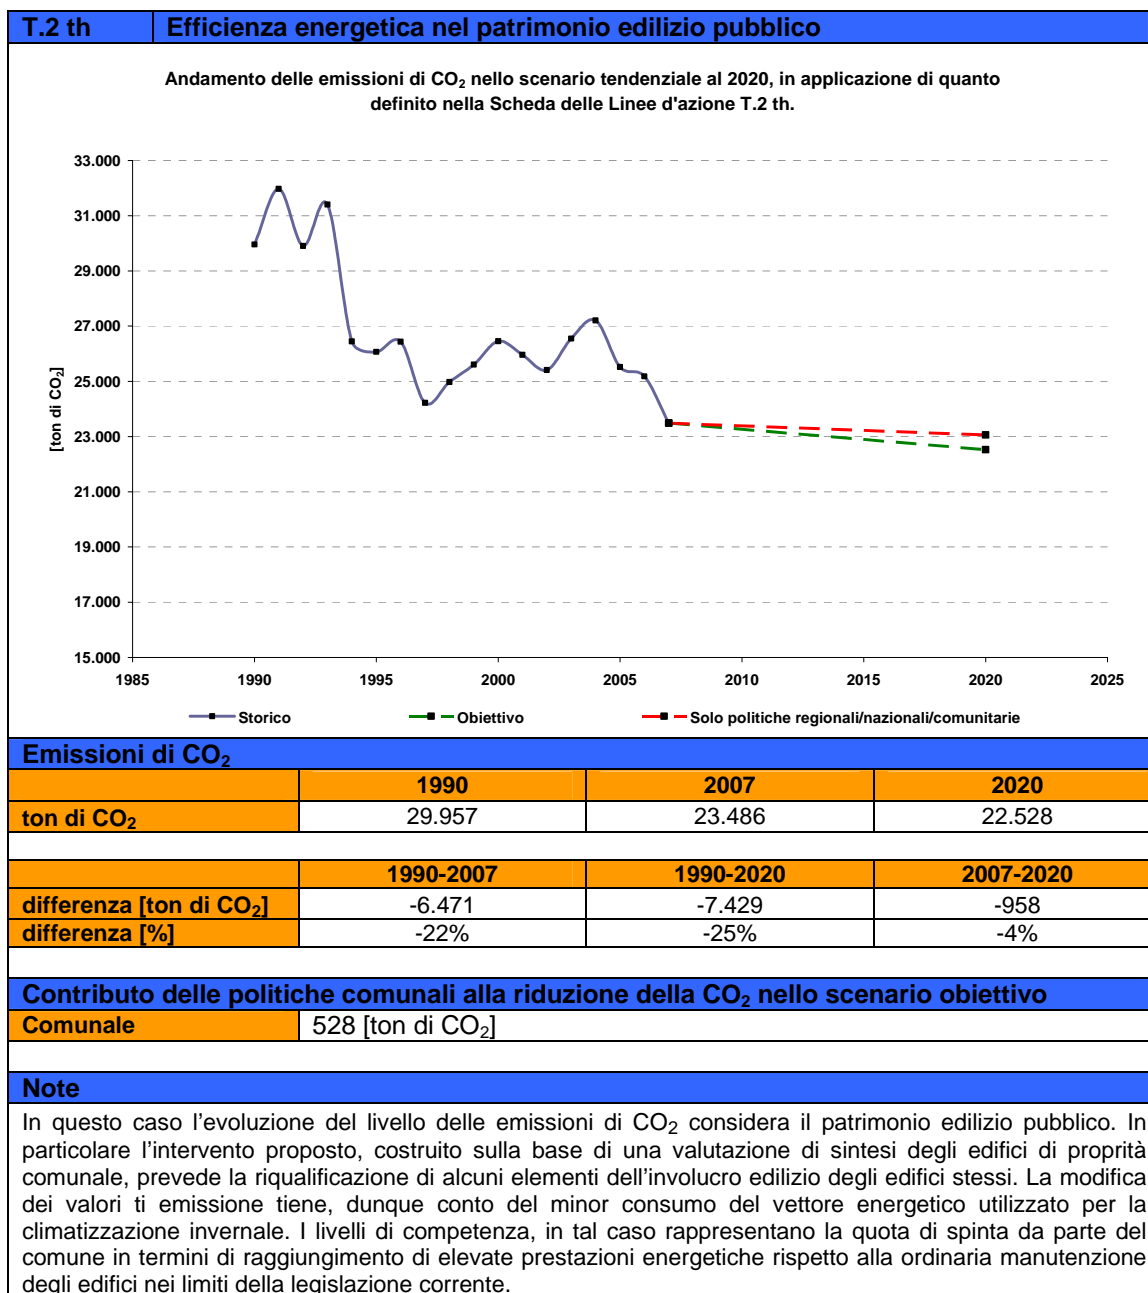 T.2 th Efficienza energetica nel patrimonio edilizio pubblico
Andamento delle emissioni di CO₂ nello scenario tendenziale al 2020, in applicazione di quanto
definito nella Scheda delle Linee d'azione T.2 th.
[ton di CO₂]
33.000
31.000
29.000
27.000
25.000
23.000
21.000
19.000
17.000
15.000
1985 1990 1995 2000 2005 2010 2015 2020 2025
Storico Obiettivo Solo politiche regionali/nazionali/comunitarie
Emissioni di CO₂
1990 2007 2020
ton di CO₂ 29.957 23.486 22.528
1990-2007 1990-2020 2007-2020
differenza [ton di CO₂] -6.471 -7.429 -958
differenza [%] -22% -25% -4%
Contributo delle politiche comunali alla riduzione della CO₂ nello scenario obiettivo
Comunale 528 [ton di CO₂]
Note
In questo caso l’evoluzione del livello delle emissioni di CO₂ considera il patrimonio edilizio pubblico. In
particolare l’intervento proposto, costruito sulla base di una valutazione di sintesi degli edifici di proprità
comunale, prevede la riqualificazione di alcuni elementi dell’involucro edilizio degli edifici stessi. La modifica
dei valori ti emissione tiene, dunque conto del minor consumo del vettore energetico utilizzato per la
climatizzazione invernale. I livelli di competenza, in tal caso rappresentano la quota di spinta da parte del
comune in termini di raggiungimento di elevate prestazioni energetiche rispetto alla ordinaria manutenzione
degli edifici nei limiti della legislazione corrente.